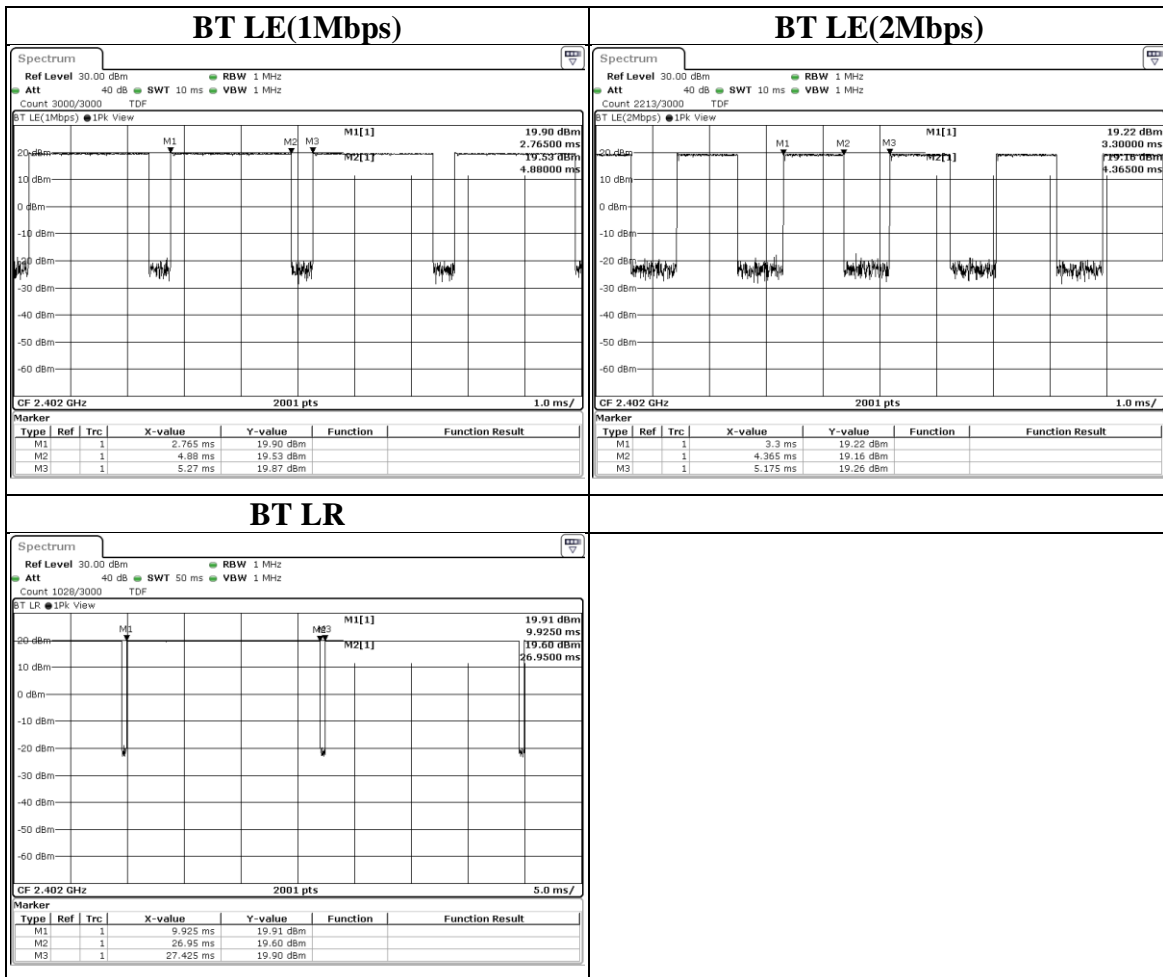 BT LE(1Mbps)
Spectrum
Ref Level 30.00 dBm RBW 1 MHz
Att 40 dB SWT 10 ms VBW 1 MHz
Count 3000/3000 TDF
BT LE(1Mbps) 1Pk View
M1[1] 19.90 dBm
2.76500 ms
M1 M2 M3
20 dBm M2[1] 19.53 dBm
4.88000 ms
10 dBm
0 dBm
-10 dBm
-20 dBm
-30 dBm
-40 dBm
-50 dBm
-60 dBm
CF 2.402 GHz 2001 pts 1.0 ms/
Marker
Type Ref Trc X-value Y-value Function Function Result
M1 1 2.765 ms 19.90 dBm
M2 1 4.88 ms 19.53 dBm
M3 1 5.27 ms 19.87 dBm
BT LE(2Mbps)
Spectrum
Ref Level 30.00 dBm RBW 1 MHz
Att 40 dB SWT 10 ms VBW 1 MHz
Count 2213/3000 TDF
BT LE(2Mbps) 1Pk View
M1[1] 19.22 dBm
3.30000 ms
M1 M2 M3
20 dBm M2[1] 19.16 dBm
4.36500 ms
10 dBm
0 dBm
-10 dBm
-20 dBm
-30 dBm
-40 dBm
-50 dBm
-60 dBm
CF 2.402 GHz 2001 pts 1.0 ms/
Marker
Type Ref Trc X-value Y-value Function Function Result
M1 1 3.3 ms 19.22 dBm
M2 1 4.365 ms 19.16 dBm
M3 1 5.175 ms 19.26 dBm
BT LR
Spectrum
Ref Level 30.00 dBm RBW 1 MHz
Att 40 dB SWT 50 ms VBW 1 MHz
Count 1028/3000 TDF
BT LR 1Pk View
M1[1] 19.91 dBm
9.9250 ms
M1 M2 M3
20 dBm M2[1] 19.60 dBm
26.9500 ms
10 dBm
0 dBm
-10 dBm
-20 dBm
-30 dBm
-40 dBm
-50 dBm
-60 dBm
CF 2.402 GHz 2001 pts 5.0 ms/
Marker
Type Ref Trc X-value Y-value Function Function Result
M1 1 9.925 ms 19.91 dBm
M2 1 26.95 ms 19.60 dBm
M3 1 27.425 ms 19.90 dBm